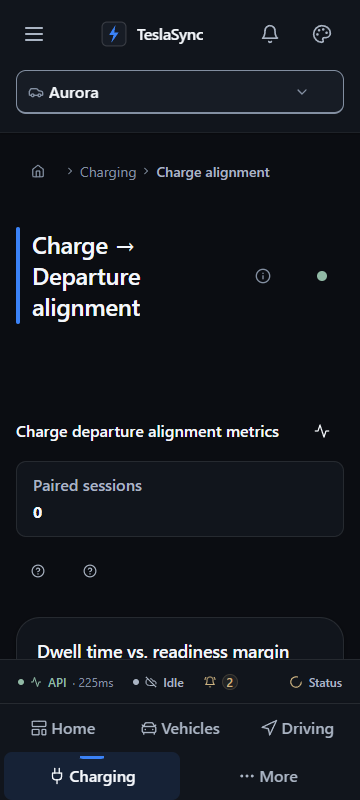 TeslaSync
Aurora
Charging
Charge alignment
Charge →
Departure
alignment
Charge departure alignment metrics
Paired sessions
0
Dwell time vs. readiness margin
API · 225ms
Idle
2
Status
Home
Vehicles
Driving
Charging
More